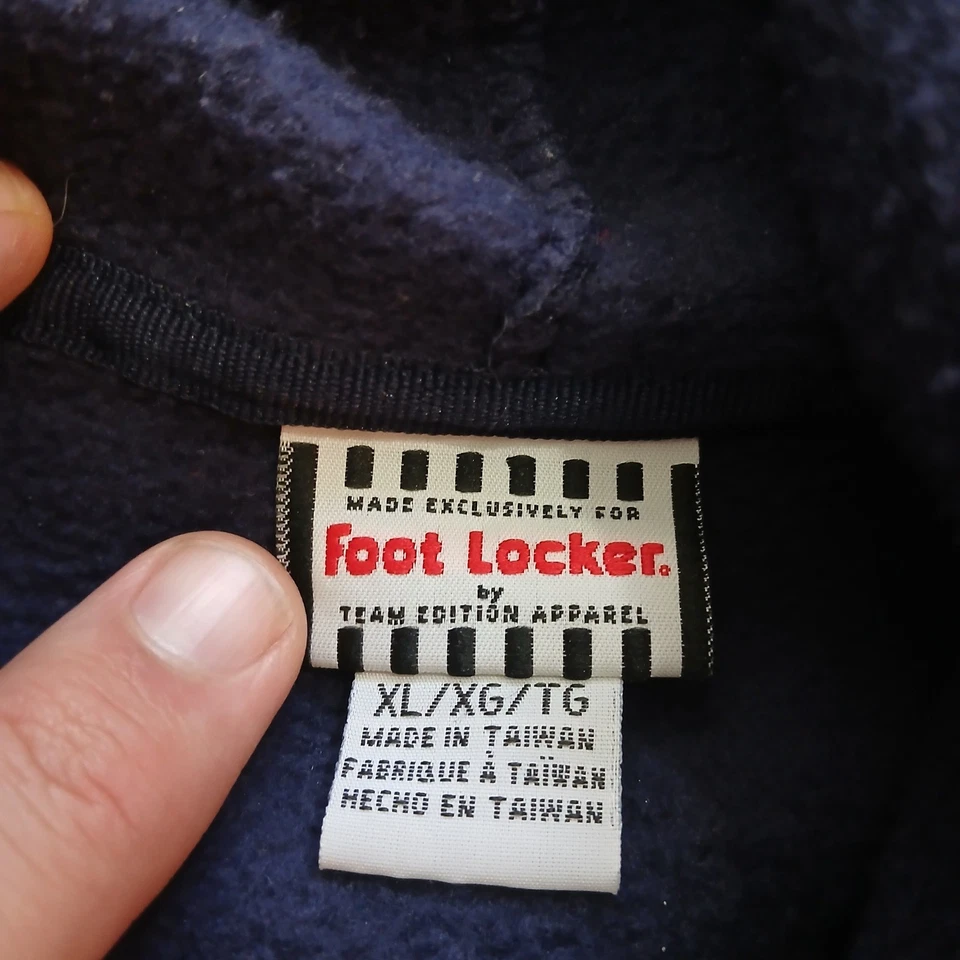 MADE EXCLUSIVELY FOR
Foot Locker®
by
TEAM EDITION APPAREL
XL/XG/TG
MADE IN TAIWAN
FABRIQUE À TAÏWAN
HECHO EN TAIWAN